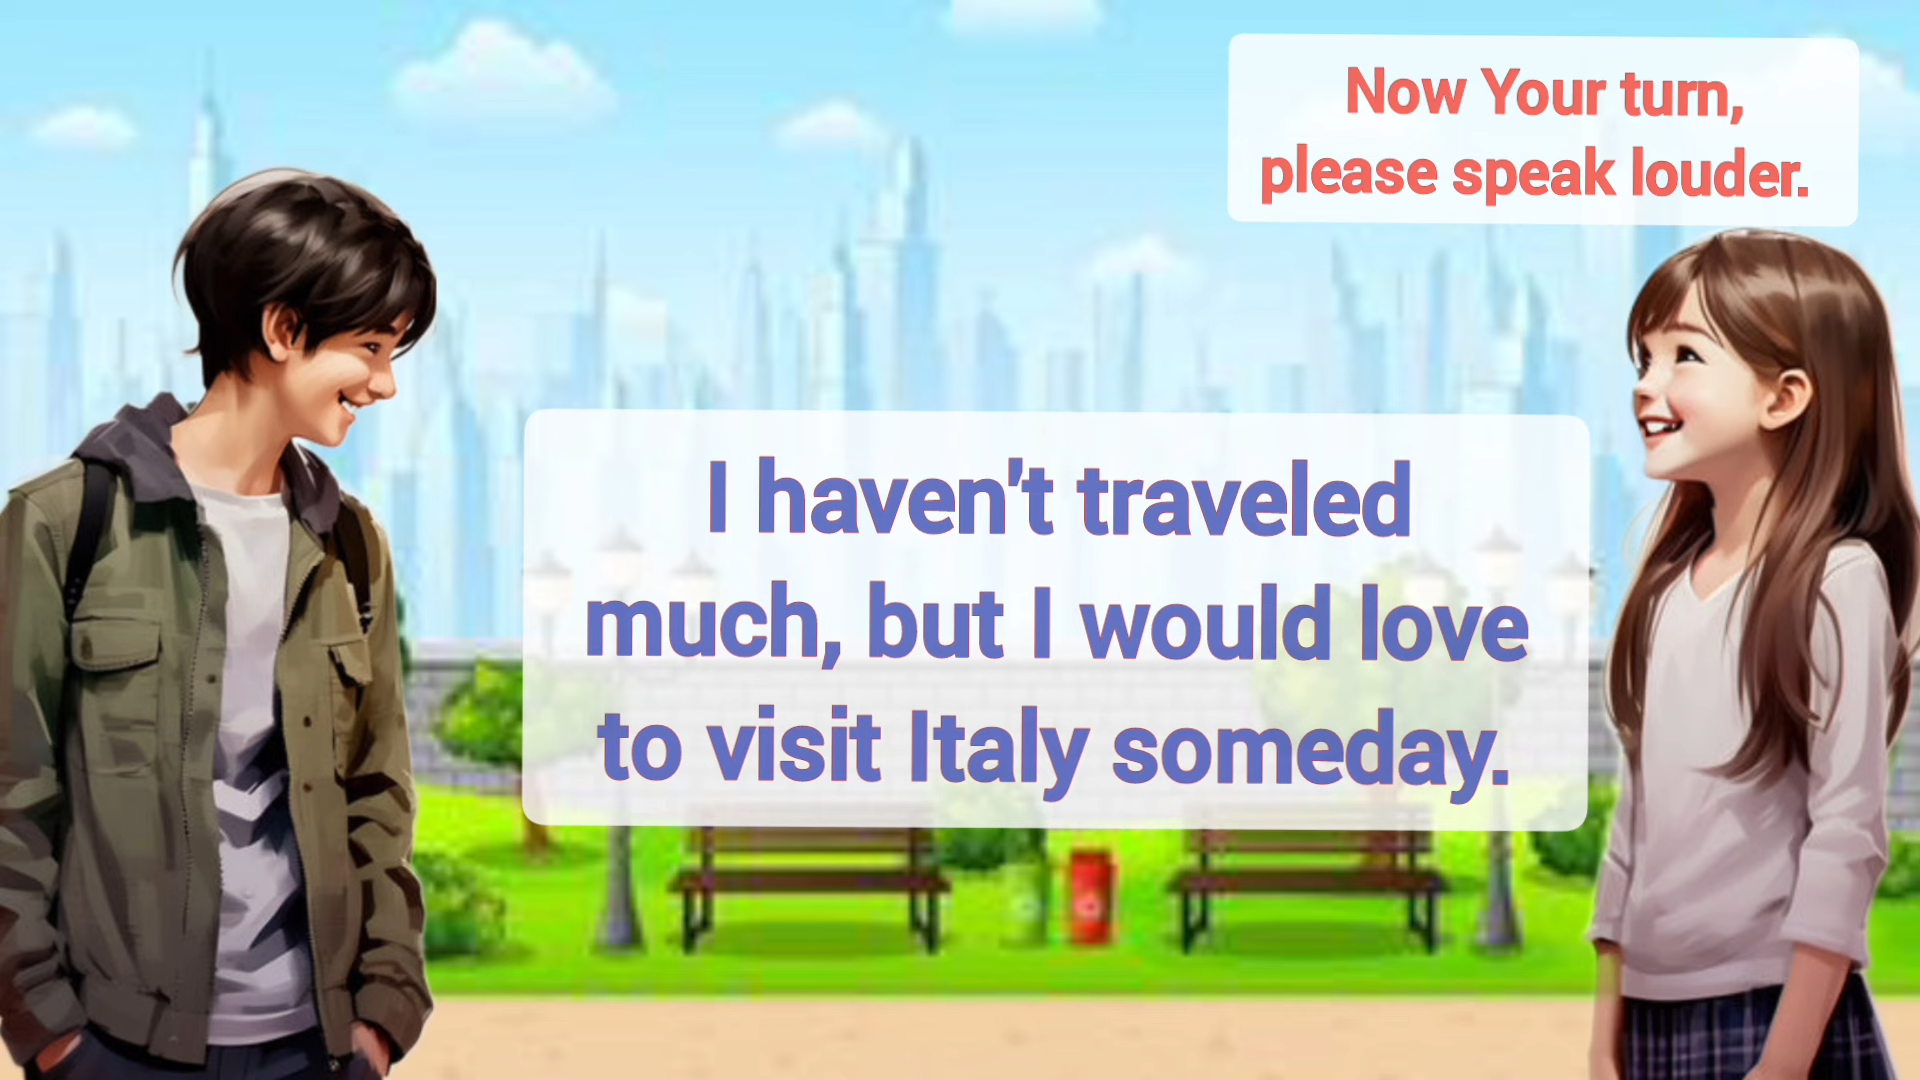 Now Your turn,
please speak louder.
I haven't traveled
much, but I would love
to visit Italy someday.